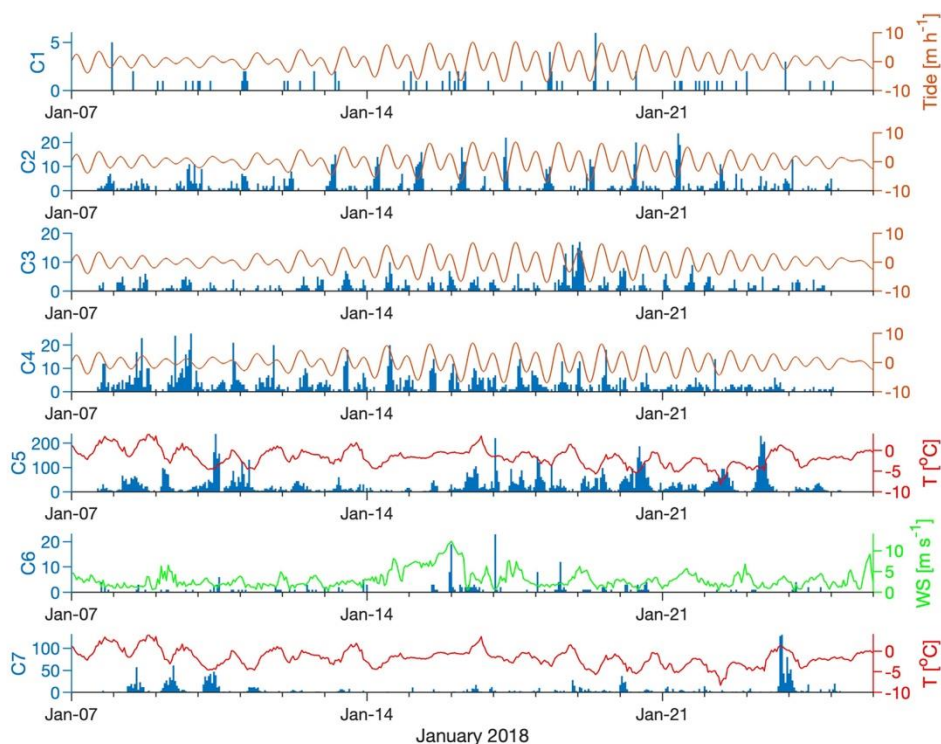 C1
5
0
10
0
-10
Tide [m h⁻¹]
Jan-07
Jan-14
Jan-21
C2
20
10
0
10
0
-10
Jan-07
Jan-14
Jan-21
C3
20
10
0
10
0
-10
Jan-07
Jan-14
Jan-21
C4
20
10
0
10
0
-10
Jan-07
Jan-14
Jan-21
C5
200
100
0
0
-5
-10
T [°C]
Jan-07
Jan-14
Jan-21
C6
20
10
0
10
5
0
WS [m s⁻¹]
Jan-07
Jan-14
Jan-21
C7
100
50
0
0
-5
-10
T [°C]
Jan-07
Jan-14
Jan-21
January 2018